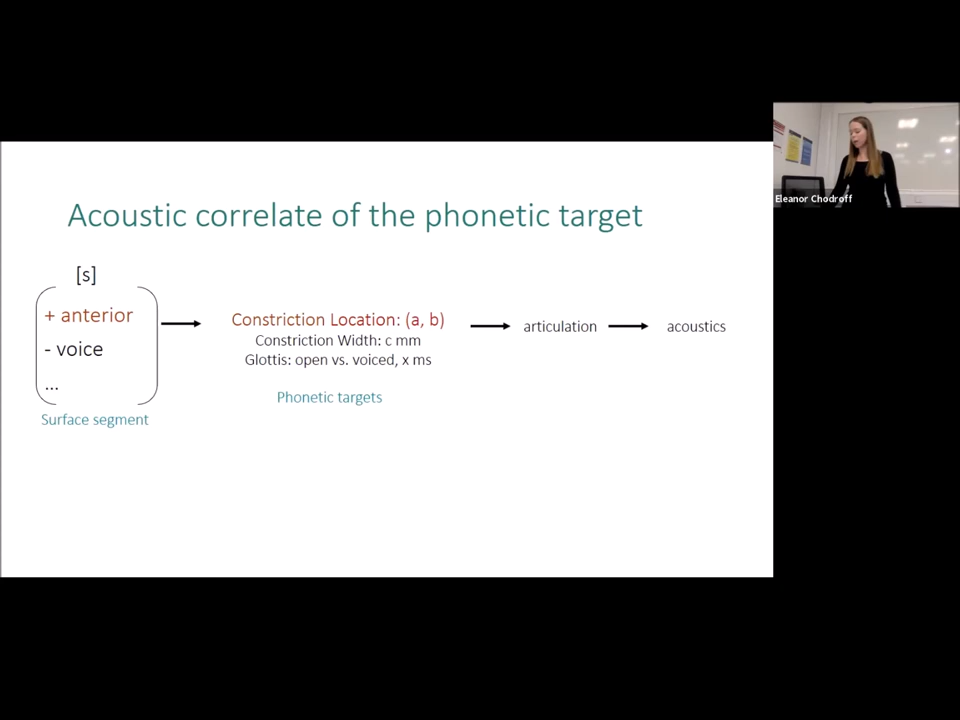 Acoustic correlate of the phonetic target
[s]
+ anterior
- voice
...
Surface segment
Constriction Location: (a, b)
Constriction Width: c mm
Glottis: open vs. voiced, x ms
Phonetic targets
articulation
acoustics
Eleanor Chodroff